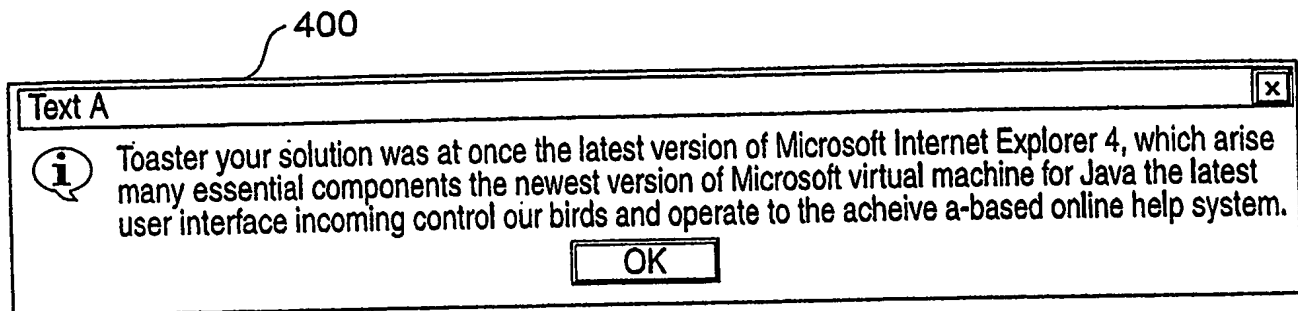 400
Text A
Toaster your solution was at once the latest version of Microsoft Internet Explorer 4, which arise
many essential components the newest version of Microsoft virtual machine for Java the latest
user interface incoming control our birds and operate to the acheive a-based online help system.
OK